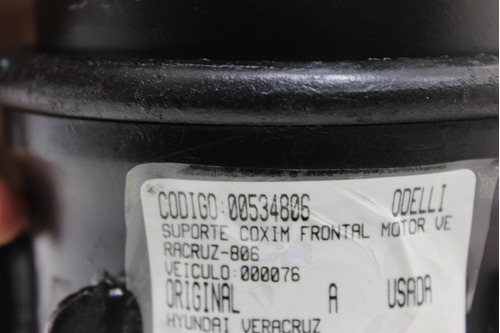 CODIGO:00534806 ODELLI
SUPORTE COXIM FRONTAL MOTOR VE
RACRUZ-806
VEICULO:000076
ORIGINAL A USADA
HYUNDAI VERACRUZ